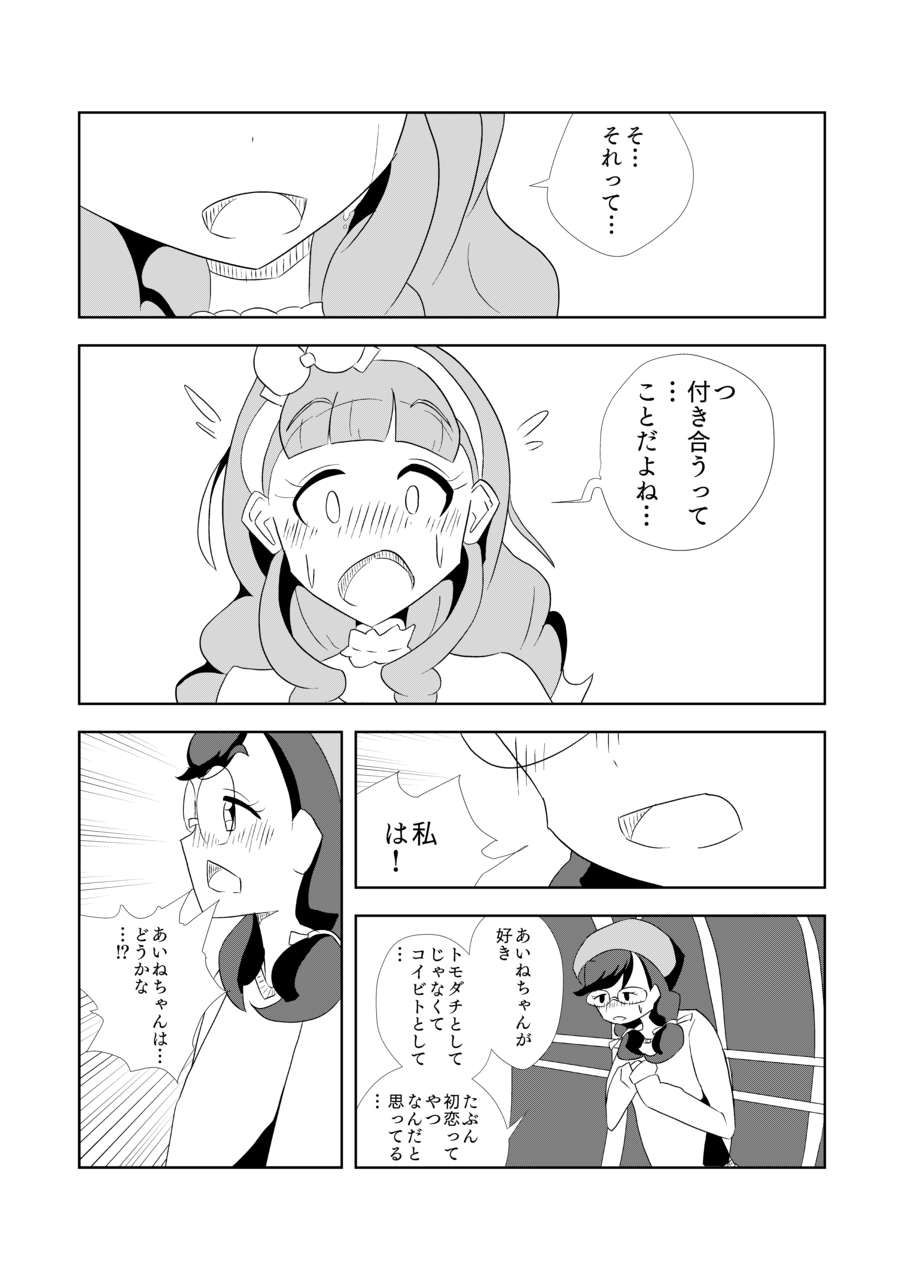 そ…
それって…
つ
付き合うって
…
ことだよね…
私
は！
あいねちゃんが
好き
トモダチとして
じゃなくて
コイビトとして
…
たぶん
初恋って
やつ
なんだと
思ってる
…
あいねちゃんは…
どうかな
…!?